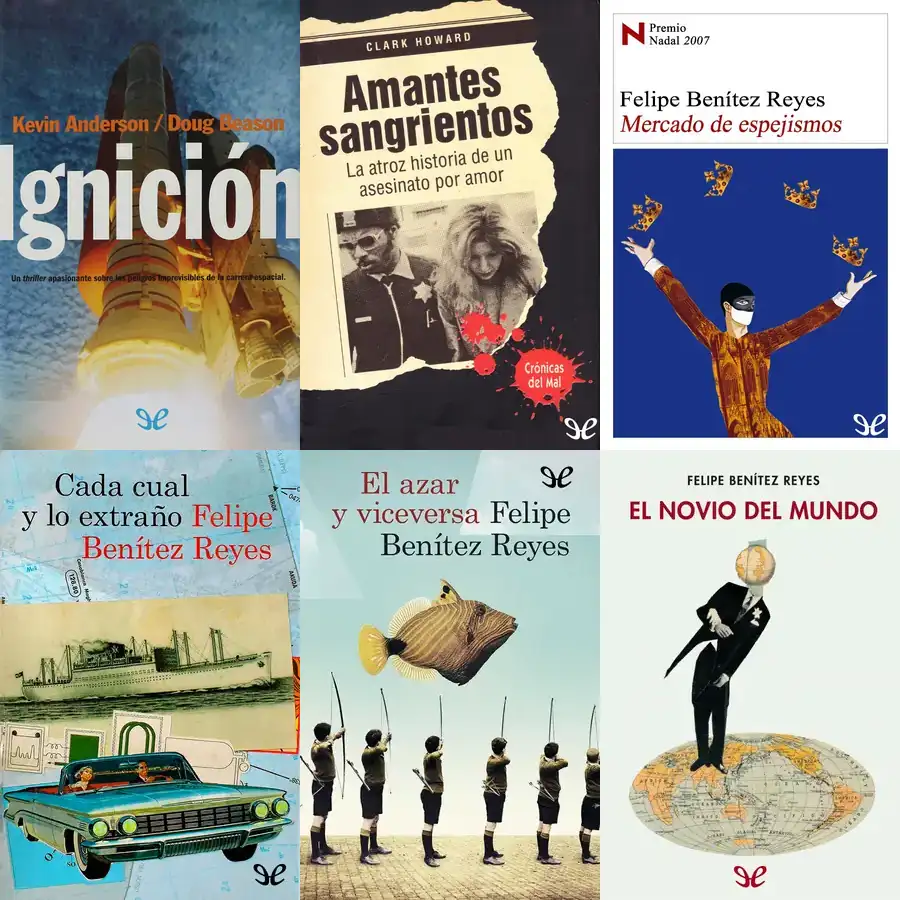 Kevin Anderson / Doug Beason
Ignición
Un thriller apasionante sobre los peligros imprevisibles de la carrera espacial.
CLARK HOWARD
Amantes
sangrientos
La atroz historia de un
asesinato por amor
Crónicas
del Mal
N Premio
Nadal 2007
Felipe Benítez Reyes
Mercado de espejismos
Cada cual
y lo extraño Felipe
Benítez Reyes
El azar
y viceversa Felipe
Benítez Reyes
FELIPE BENÍTEZ REYES
EL NOVIO DEL MUNDO